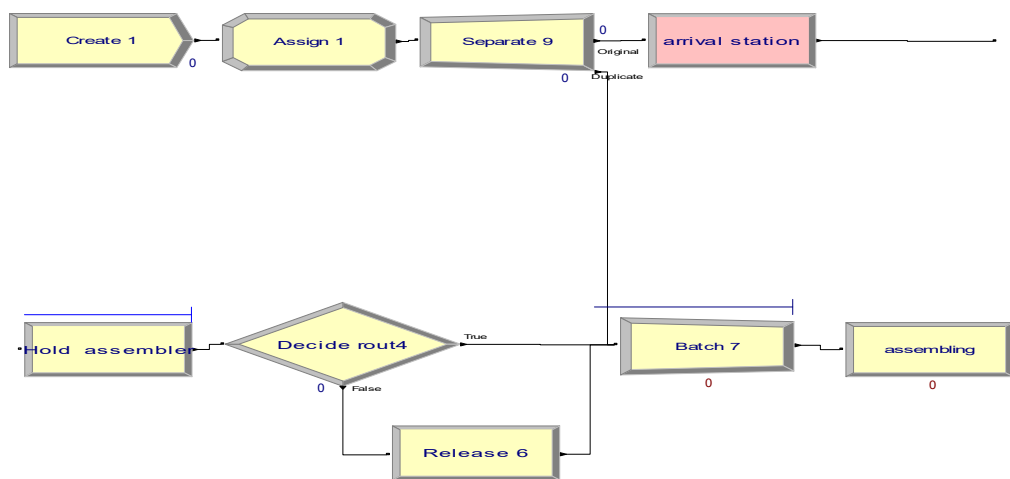 Create 1
0
Assign 1
Separate 9
0
Original
Duplicate
0
arrival station
Hold assembler
Decide rout4
True
0
False
Release 6
Batch 7
0
assembling
0